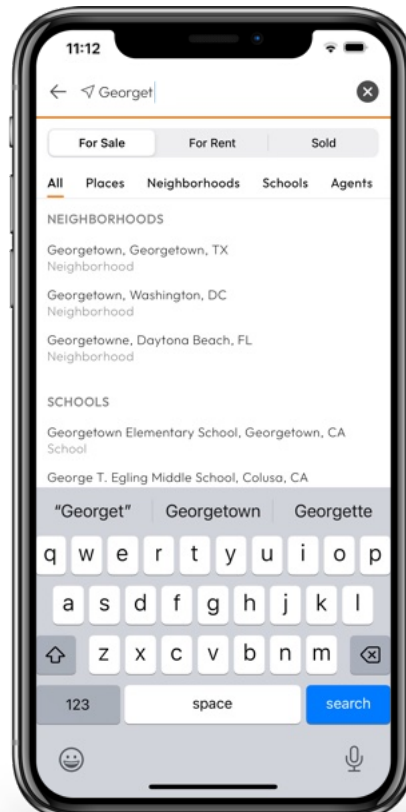 11:12
Georget
For Sale For Rent Sold
All Places Neighborhoods Schools Agents
NEIGHBORHOODS
Georgetown, Georgetown, TX
Neighborhood
Georgetown, Washington, DC
Neighborhood
Georgetowne, Daytona Beach, FL
Neighborhood
SCHOOLS
Georgetown Elementary School, Georgetown, CA
School
George T. Egling Middle School, Colusa, CA
"Georget" Georgetown Georgette
q w e r t y u i o p
a s d f g h j k l
z x c v b n m
123 space search